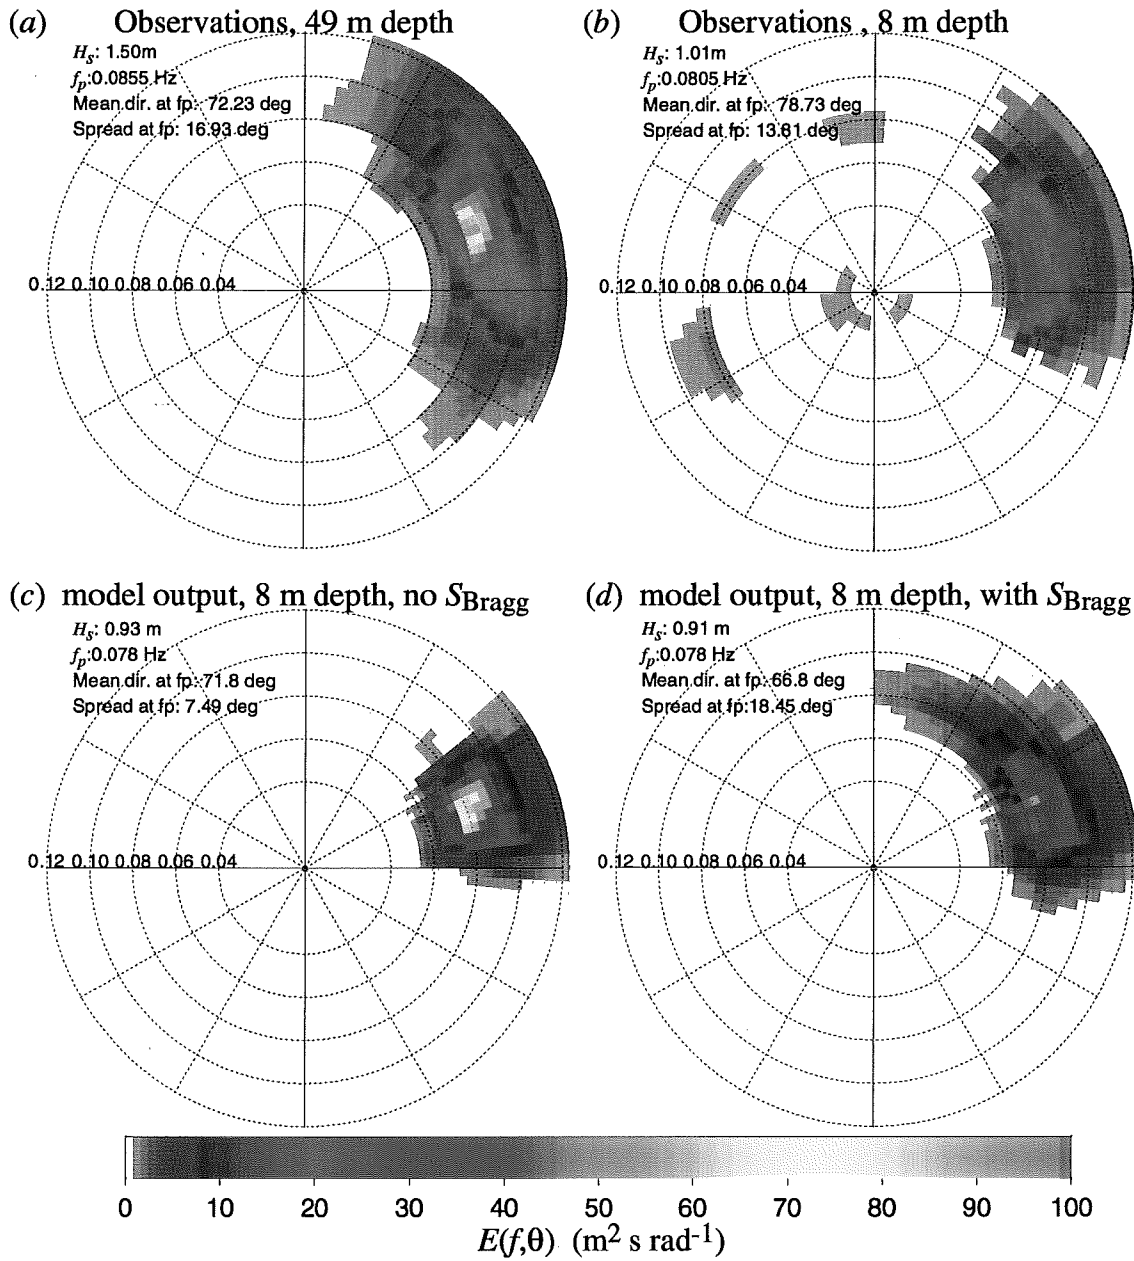 (a) Observations, 49 m depth
Hs: 1.50m
fp:0.0855 Hz
Mean dir. at fp: 72.23 deg
Spread at fp: 16.93 deg
0.12 0.10 0.08 0.06 0.04
(b) Observations , 8 m depth
Hs: 1.01m
fp:0.0805 Hz
Mean dir. at fp: 78.73 deg
Spread at fp: 13.81 deg
0.12 0.10 0.08 0.06 0.04
(c) model output, 8 m depth, no SBragg
Hs: 0.93 m
fp:0.078 Hz
Mean dir. at fp:71.8 deg
Spread at fp: 7.49 deg
0.12 0.10 0.08 0.06 0.04
(d) model output, 8 m depth, with SBragg
Hs: 0.91 m
fp:0.078 Hz
Mean dir. at fp:66.8 deg
Spread at fp:18.45 deg
0.12 0.10 0.08 0.06 0.04
0 10 20 30 40 50 60 70 80 90 100
E(f,θ) (m2 s rad-1)